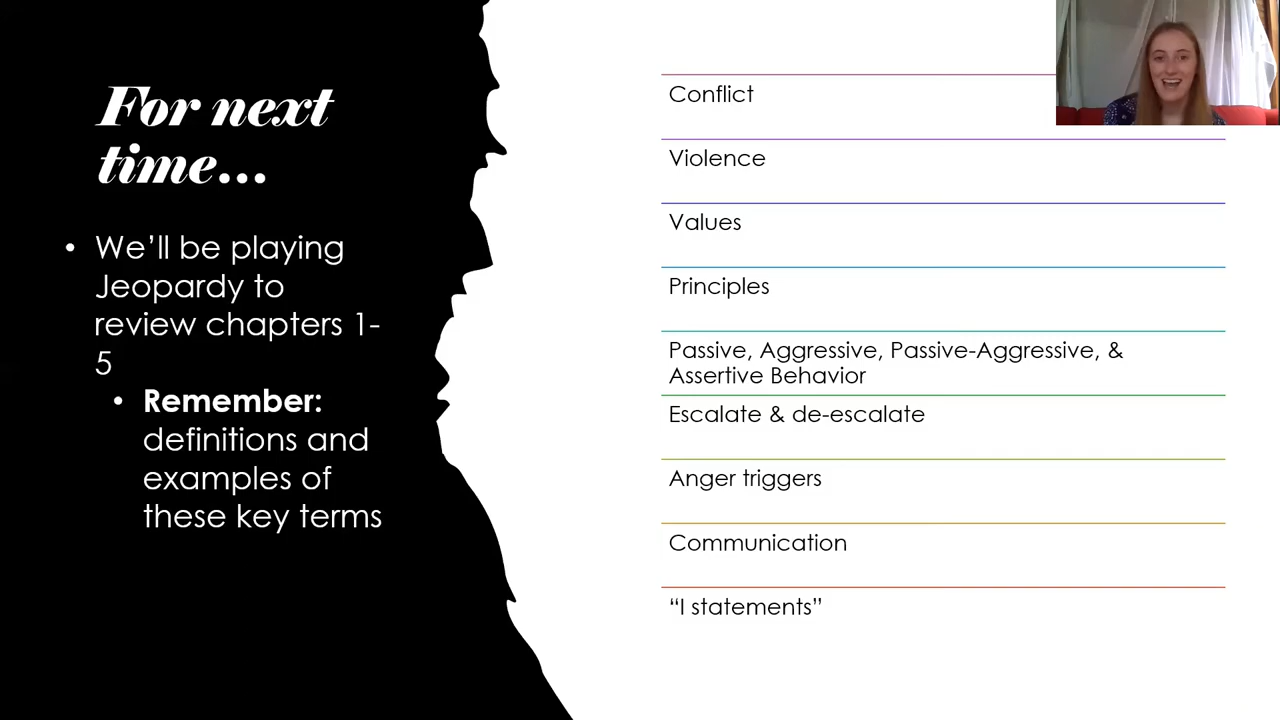 For next
time...
• We’ll be playing
Jeopardy to
review chapters 1-
5
• Remember:
definitions and
examples of
these key terms
Conflict
Violence
Values
Principles
Passive, Aggressive, Passive-Aggressive, &
Assertive Behavior
Escalate & de-escalate
Anger triggers
Communication
“I statements”